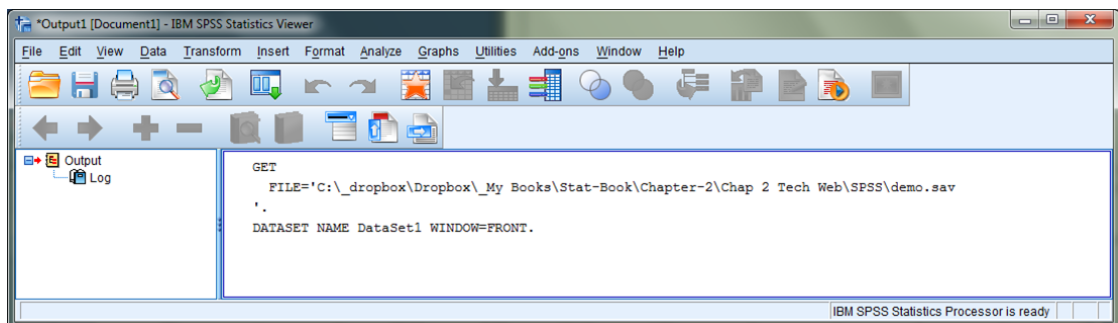 *Output1 [Document1] - IBM SPSS Statistics Viewer
File Edit View Data Transform Insert Format Analyze Graphs Utilities Add-ons Window Help
Output
Log
GET
FILE='C:\_dropbox\Dropbox\_My Books\Stat-Book\Chapter-2\Chap 2 Tech Web\SPSS\demo.sav
'.
DATASET NAME DataSet1 WINDOW=FRONT.
IBM SPSS Statistics Processor is ready